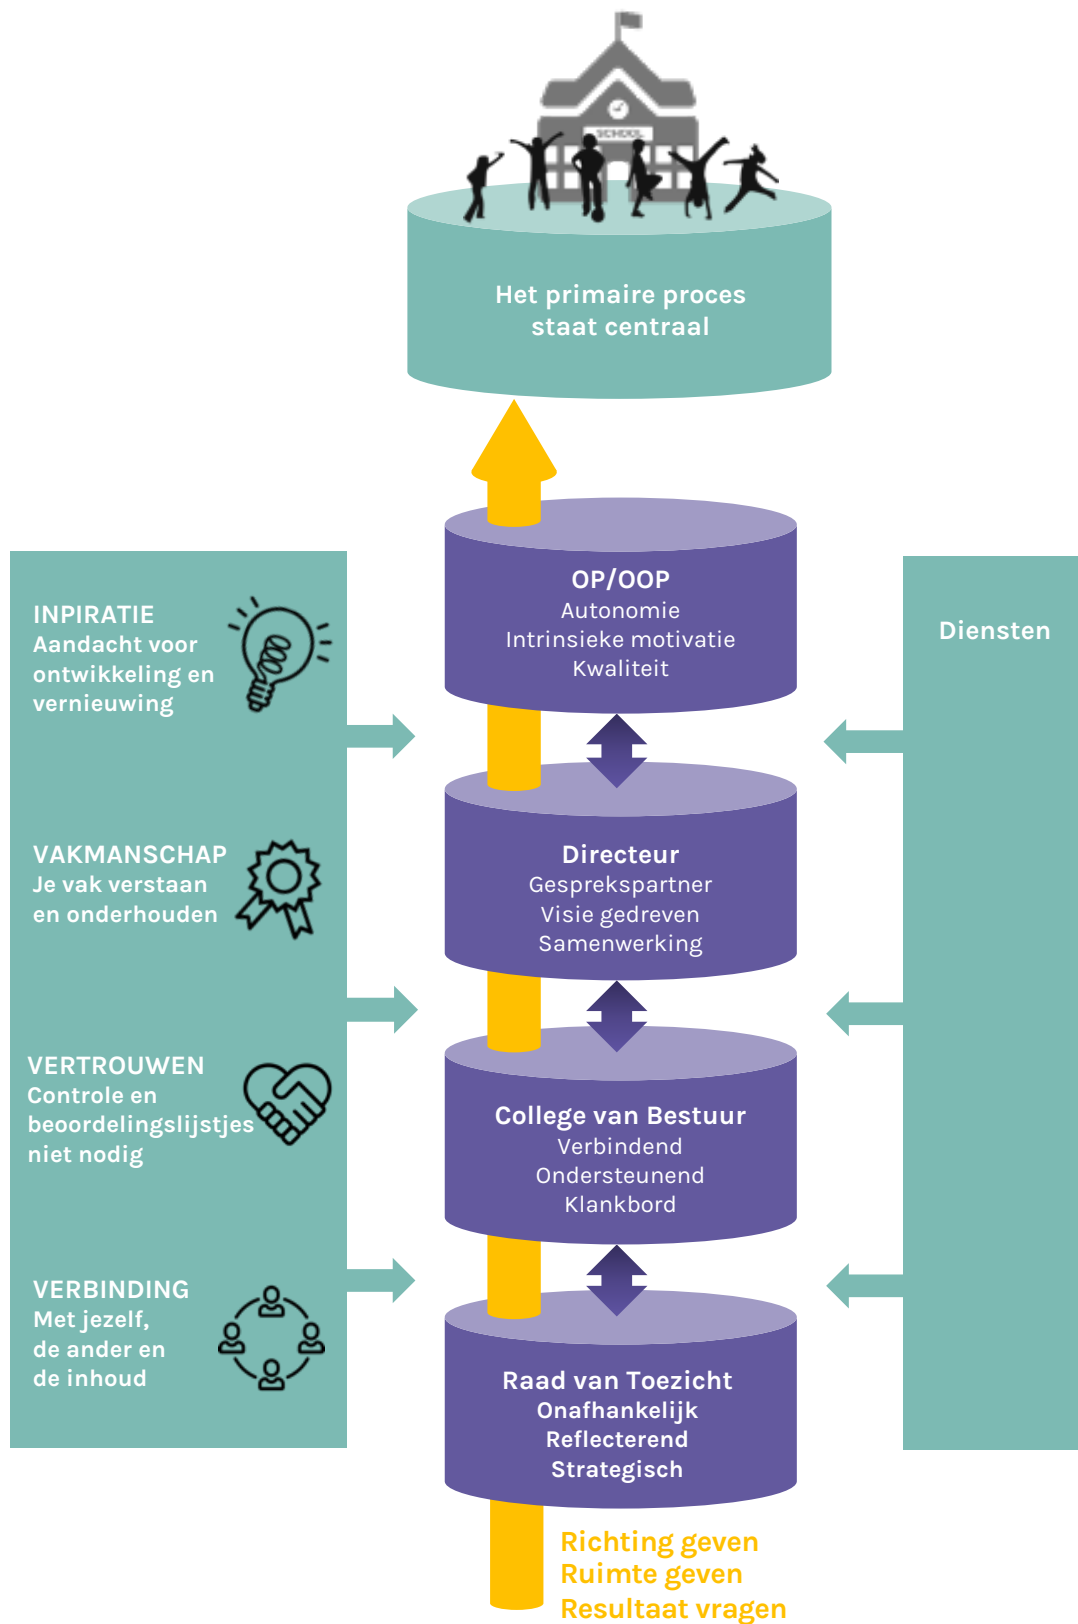 SCHOOL
Het primaire proces
staat centraal
INPIRATIE
Aandacht voor
ontwikkeling en
vernieuwing
VAKMANSCHAP
Je vak verstaan
en onderhouden
VERTROUWEN
Controle en
beoordelingslijstjes
niet nodig
VERBINDING
Met jezelf,
de ander en
de inhoud
OP/OOP
Autonomie
Intrinsieke motivatie
Kwaliteit
Directeur
Gesprekspartner
Visie gedreven
Samenwerking
College van Bestuur
Verbindend
Ondersteunend
Klankbord
Raad van Toezicht
Onafhankelijk
Reflecterend
Strategisch
Richting geven
Ruimte geven
Resultaat vragen
Diensten